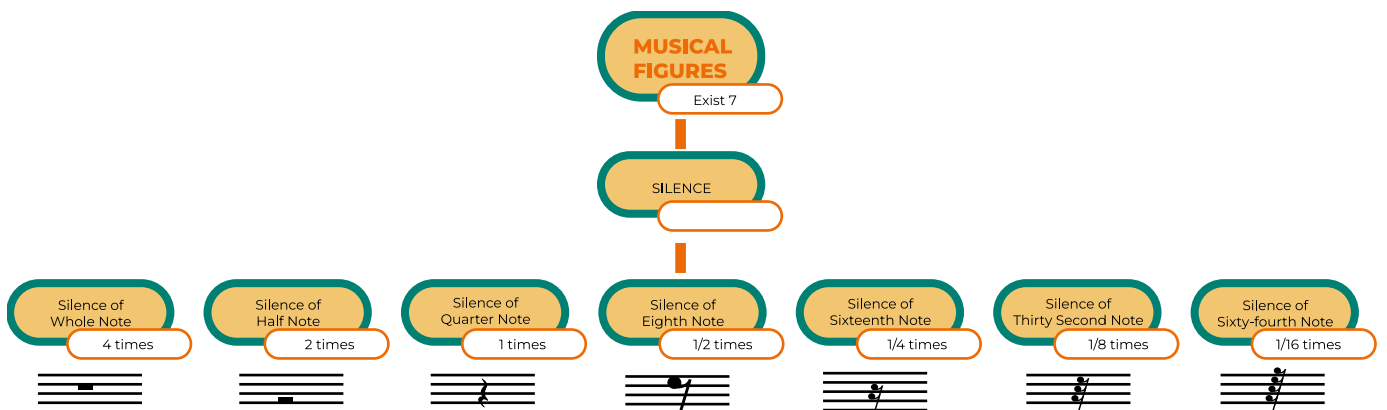 MUSICAL
FIGURES
Exist 7
SILENCE
Silence of
Whole Note
4 times
Silence of
Half Note
2 times
Silence of
Quarter Note
1 times
Silence of
Eighth Note
1/2 times
Silence of
Sixteenth Note
1/4 times
Silence of
Thirty Second Note
1/8 times
Silence of
Sixty-fourth Note
1/16 times